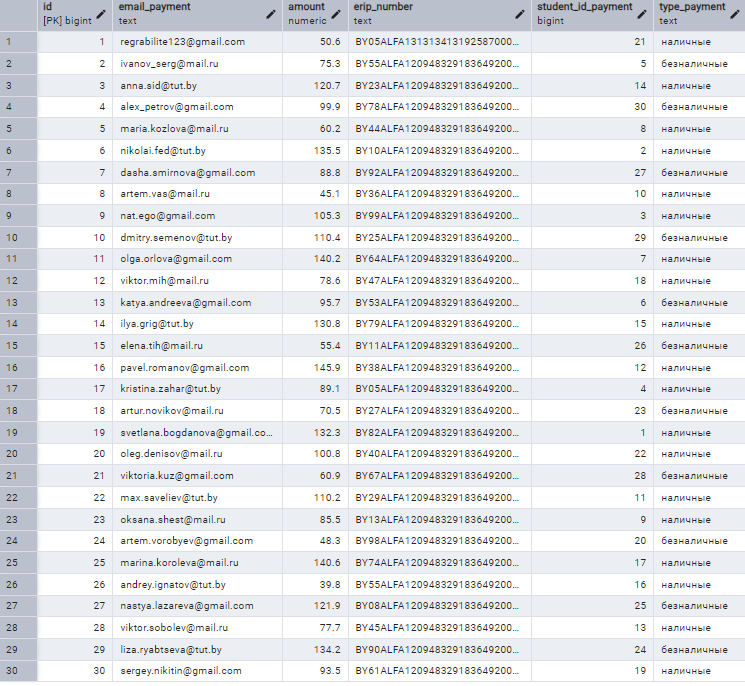 id email_payment amount erip_number student_id_payment type_payment
[PK] bigint text numeric text bigint text
1 1 regrabilite123@gmail.com 50.6 BY05ALFA131313413192587000... 21 наличные
2 2 ivanov_serg@mail.ru 75.3 BY55ALFA120948329183649200... 5 безналичные
3 3 anna.sid@tut.by 120.7 BY23ALFA120948329183649200... 14 наличные
4 4 alex_petrov@gmail.com 99.9 BY78ALFA120948329183649200... 30 безналичные
5 5 maria.kozlova@mail.ru 60.2 BY44ALFA120948329183649200... 8 наличные
6 6 nikolai.fed@tut.by 135.5 BY10ALFA120948329183649200... 2 наличные
7 7 dasha.smirnova@gmail.com 88.8 BY92ALFA120948329183649200... 27 безналичные
8 8 artem.vas@mail.ru 45.1 BY36ALFA120948329183649200... 10 наличные
9 9 nat.ego@gmail.com 105.3 BY99ALFA120948329183649200... 3 наличные
10 10 dmitry.semenov@tut.by 110.4 BY25ALFA120948329183649200... 29 безналичные
11 11 olga.orlova@gmail.com 140.2 BY64ALFA120948329183649200... 7 наличные
12 12 viktor.mih@mail.ru 78.6 BY47ALFA120948329183649200... 18 наличные
13 13 katya.andreeva@gmail.com 95.7 BY53ALFA120948329183649200... 6 безналичные
14 14 ilya.grig@tut.by 130.8 BY79ALFA120948329183649200... 15 наличные
15 15 elena.tih@mail.ru 55.4 BY11ALFA120948329183649200... 26 безналичные
16 16 pavel.romanov@gmail.com 145.9 BY38ALFA120948329183649200... 12 наличные
17 17 kristina.zahar@tut.by 89.1 BY05ALFA120948329183649200... 4 наличные
18 18 artur.novikov@mail.ru 70.5 BY27ALFA120948329183649200... 23 безналичные
19 19 svetlana.bogdanova@gmail.co... 132.3 BY82ALFA120948329183649200... 1 наличные
20 20 oleg.denisov@mail.ru 100.8 BY40ALFA120948329183649200... 22 наличные
21 21 viktoria.kuz@gmail.com 60.9 BY67ALFA120948329183649200... 28 безналичные
22 22 max.saveliev@tut.by 110.2 BY29ALFA120948329183649200... 11 наличные
23 23 oksana.shest@mail.ru 85.5 BY13ALFA120948329183649200... 9 наличные
24 24 artem.vorobyev@gmail.com 48.3 BY98ALFA120948329183649200... 20 безналичные
25 25 marina.koroleva@mail.ru 140.6 BY74ALFA120948329183649200... 17 наличные
26 26 andrey.ignatov@tut.by 39.8 BY55ALFA120948329183649200... 16 наличные
27 27 nastya.lazareva@gmail.com 121.9 BY08ALFA120948329183649200... 25 безналичные
28 28 viktor.sobolev@mail.ru 77.7 BY45ALFA120948329183649200... 13 наличные
29 29 liza.ryabtseva@tut.by 134.2 BY90ALFA120948329183649200... 24 безналичные
30 30 sergey.nikitin@gmail.com 93.5 BY61ALFA120948329183649200... 19 наличные